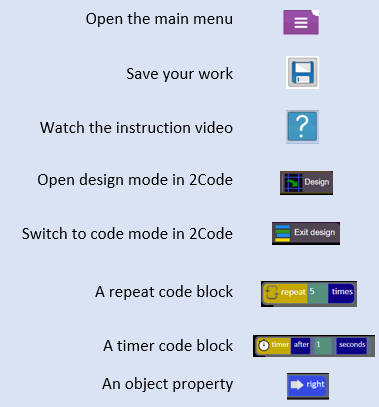 Open the main menu
Save your work
Watch the instruction video ?
Open design mode in 2Code Design
Switch to code mode in 2Code Exit design
A repeat code block repeat 5 times
A timer code block timer after 1 seconds
An object property right